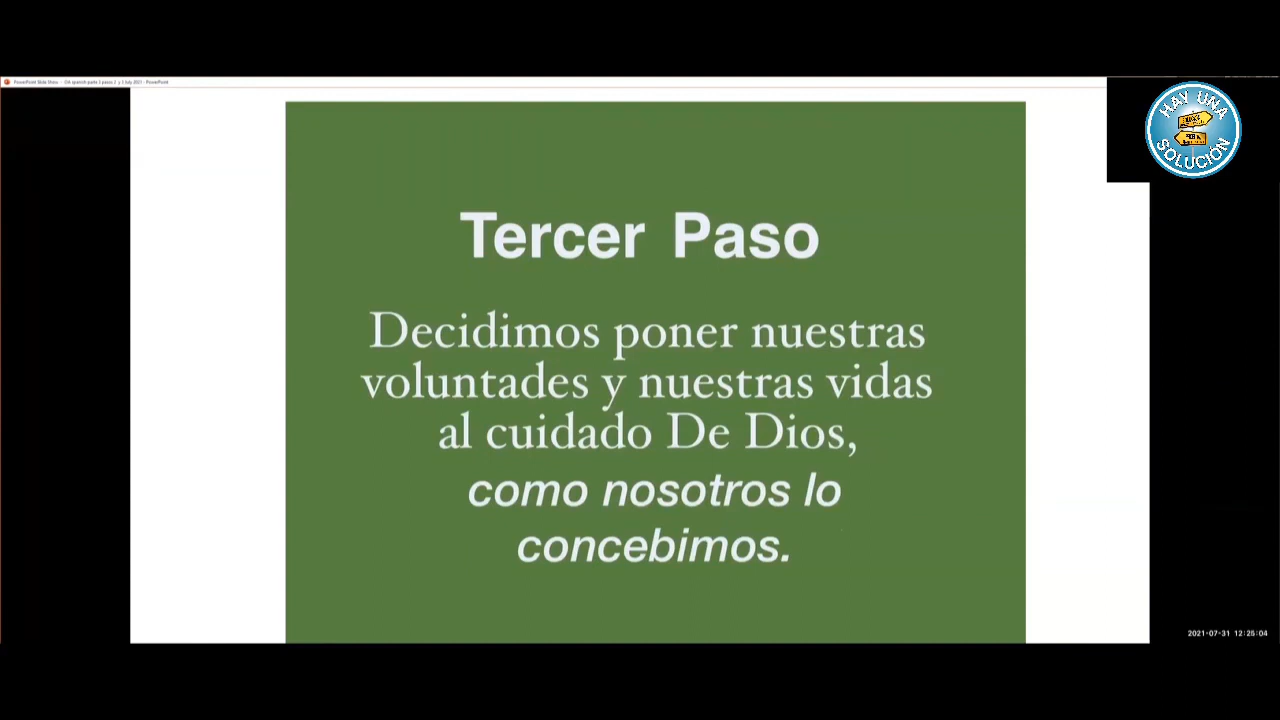 HAY UNA
SOLUCIÓN
Tercer Paso
Decidimos poner nuestras
voluntades y nuestras vidas
al cuidado De Dios,
como nosotros lo
concebimos.
2021-07-31 12:25:04